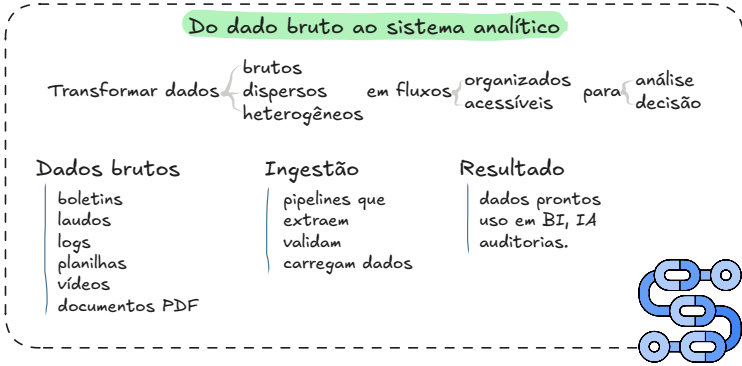 Do dado bruto ao sistema analítico
Transformar dados
brutos
dispersos
heterogêneos
em fluxos
organizados
acessíveis
para
análise
decisão
Dados brutos
boletins
laudos
logs
planilhas
vídeos
documentos PDF
Ingestão
pipelines que
extraem
validam
carregam dados
Resultado
dados prontos
uso em BI, IA
auditorias.